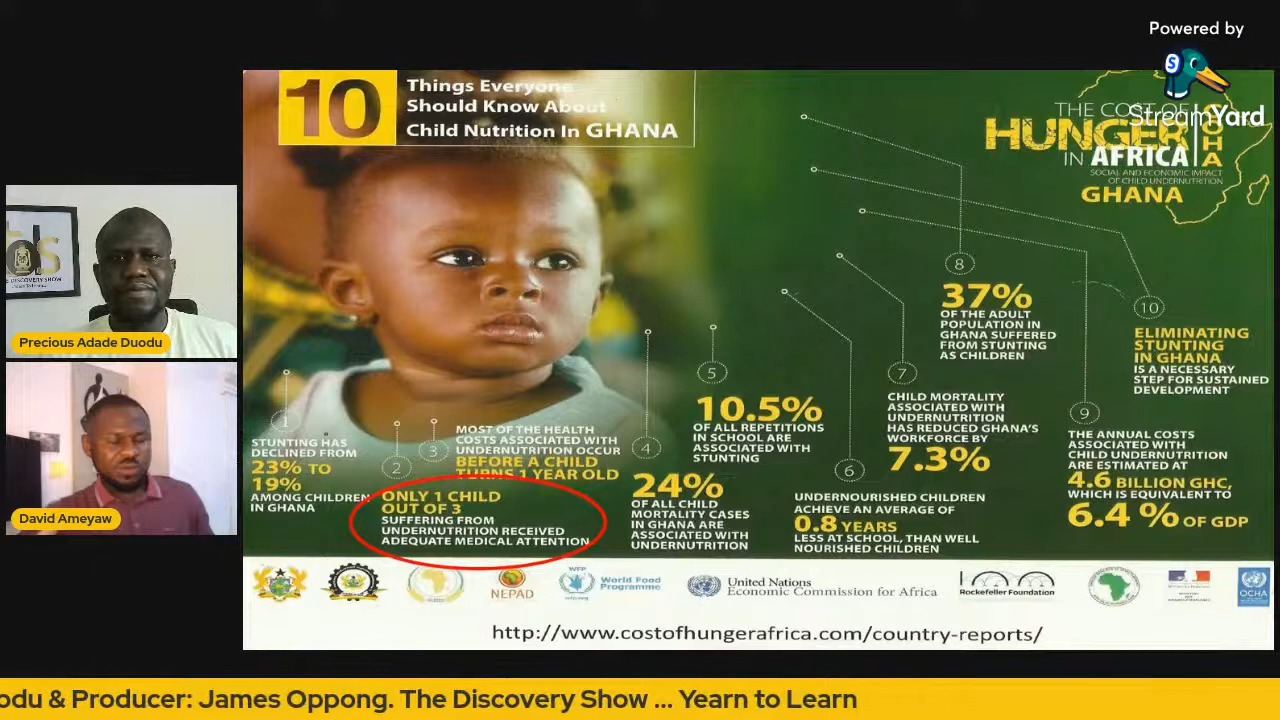 Powered by
StreamYard
10
Things Everyone
Should Know About
Child Nutrition In GHANA
THE COST OF
HUNGER
IN AFRICA
COHA
SOCIAL AND ECONOMIC IMPACT
OF CHILD UNDERNUTRITION
GHANA
1
STUNTING HAS
DECLINED FROM
23% TO
19%
AMONG CHILDREN
IN GHANA
2
ONLY 1 CHILD
OUT OF 3
SUFFERING FROM
UNDERNUTRITION RECEIVED
ADEQUATE MEDICAL ATTENTION
3
MOST OF THE HEALTH
COSTS ASSOCIATED WITH
UNDERNUTRITION OCCUR
BEFORE A CHILD
TURNS 1 YEAR OLD
4
24%
OF ALL CHILD
MORTALITY CASES
IN GHANA ARE
ASSOCIATED WITH
UNDERNUTRITION
5
10.5%
OF ALL REPETITIONS
IN SCHOOL ARE
ASSOCIATED WITH
STUNTING
6
UNDERNOURISHED CHILDREN
ACHIEVE AN AVERAGE OF
0.8 YEARS
LESS AT SCHOOL, THAN WELL
NOURISHED CHILDREN
7
CHILD MORTALITY
ASSOCIATED WITH
UNDERNUTRITION
HAS REDUCED GHANA'S
WORKFORCE BY
7.3%
8
37%
OF THE ADULT
POPULATION IN
GHANA SUFFERED
FROM STUNTING
AS CHILDREN
9
THE ANNUAL COSTS
ASSOCIATED WITH
CHILD UNDERNUTRITION
ARE ESTIMATED AT
4.6 BILLION GHC,
WHICH IS EQUIVALENT TO
6.4 % OF GDP
10
ELIMINATING
STUNTING
IN GHANA
IS A NECESSARY
STEP FOR SUSTAINED
DEVELOPMENT
NEPAD
WFP
World Food
Programme
United Nations
Economic Commission for Africa
Rockefeller Foundation
OCHA
http://www.costofhungerafrica.com/country-reports/
DISCOVERY SHOW
Precious Adade Duodu
David Ameyaw
odu & Producer: James Oppong. The Discovery Show ... Yearn to Learn